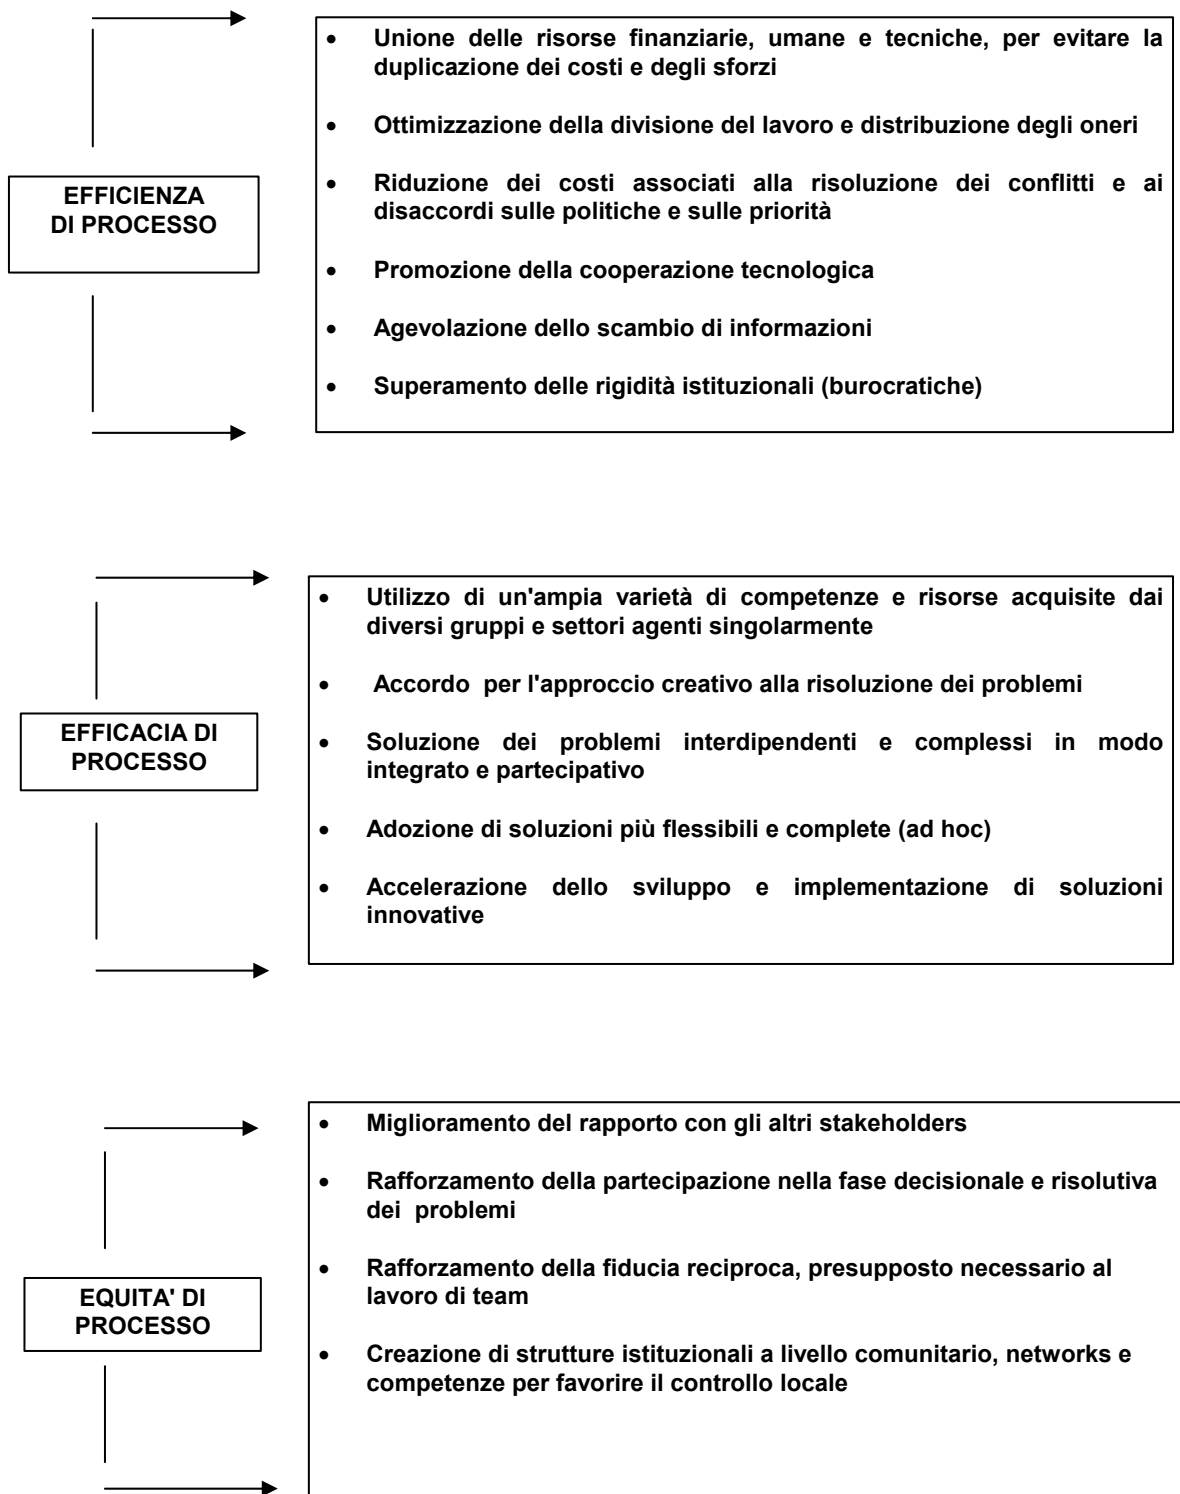 EFFICIENZA
DI PROCESSO
• Unione delle risorse finanziarie, umane e tecniche, per evitare la
duplicazione dei costi e degli sforzi
• Ottimizzazione della divisione del lavoro e distribuzione degli oneri
• Riduzione dei costi associati alla risoluzione dei conflitti e ai
disaccordi sulle politiche e sulle priorità
• Promozione della cooperazione tecnologica
• Agevolazione dello scambio di informazioni
• Superamento delle rigidità istituzionali (burocratiche)
EFFICACIA DI
PROCESSO
• Utilizzo di un'ampia varietà di competenze e risorse acquisite dai
diversi gruppi e settori agenti singolarmente
• Accordo per l'approccio creativo alla risoluzione dei problemi
• Soluzione dei problemi interdipendenti e complessi in modo
integrato e partecipativo
• Adozione di soluzioni più flessibili e complete (ad hoc)
• Accelerazione dello sviluppo e implementazione di soluzioni
innovative
EQUITA' DI
PROCESSO
• Miglioramento del rapporto con gli altri stakeholders
• Rafforzamento della partecipazione nella fase decisionale e risolutiva
dei problemi
• Rafforzamento della fiducia reciproca, presupposto necessario al
lavoro di team
• Creazione di strutture istituzionali a livello comunitario, networks e
competenze per favorire il controllo locale